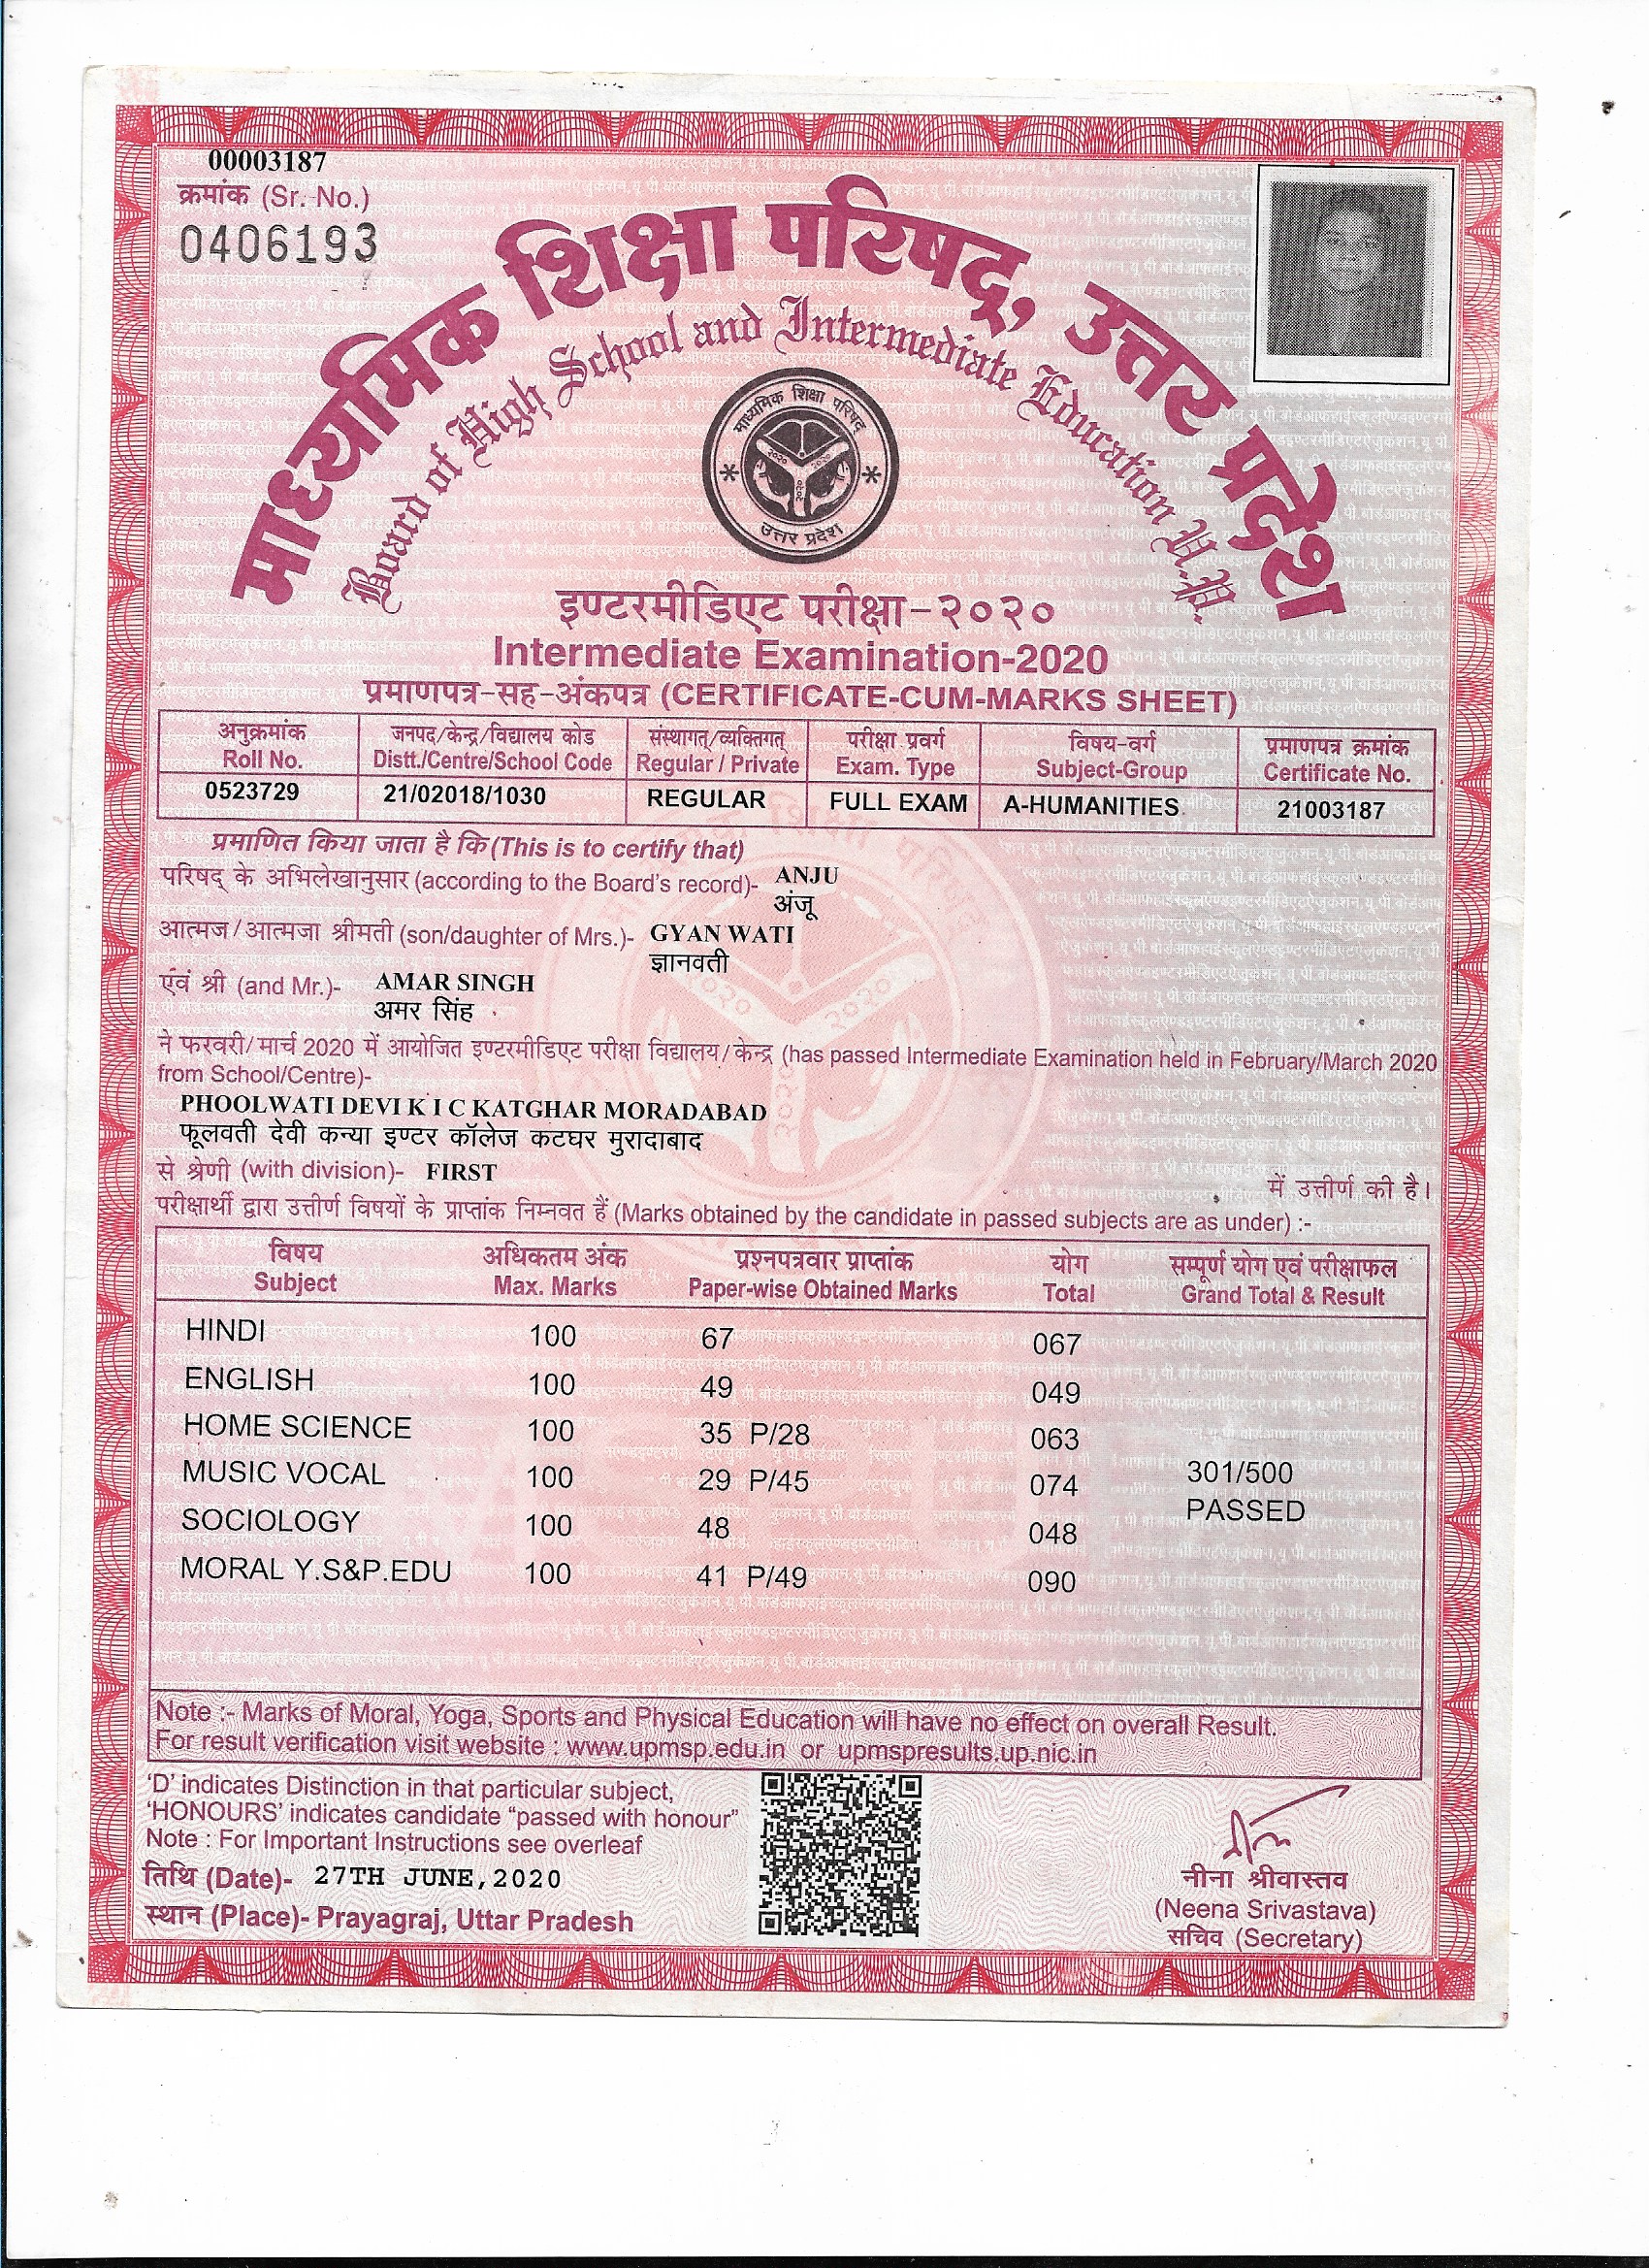 00003187
क्रमांक (Sr. No.)
0406193
माध्यमिक शिक्षा परिषद्, उत्तर प्रदेश
Board of High School and Intermediate Education U.P.
माध्यमिक शिक्षा परिषद्
२०२० २०२०
२०२०
उत्तर प्रदेश
इण्टरमीडिएट परीक्षा-२०२०
Intermediate Examination-2020
प्रमाणपत्र-सह-अंकपत्र (CERTIFICATE-CUM-MARKS SHEET)
अनुक्रमांक जनपद/केन्द्र/विद्यालय कोड संस्थागत्/व्यक्तिगत् परीक्षा प्रवर्ग विषय-वर्ग प्रमाणपत्र क्रमांक
Roll No. Distt./Centre/School Code Regular / Private Exam. Type Subject-Group Certificate No.
0523729 21/02018/1030 REGULAR FULL EXAM A-HUMANITIES 21003187
प्रमाणित किया जाता है कि (This is to certify that)
परिषद् के अभिलेखानुसार (according to the Board's record)- ANJU
अंजू
आत्मज/आत्मजा श्रीमती (son/daughter of Mrs.)- GYAN WATI
ज्ञानवती
एवं श्री (and Mr.)- AMAR SINGH
अमर सिंह
ने फरवरी/मार्च 2020 में आयोजित इण्टरमीडिएट परीक्षा विद्यालय/केन्द्र (has passed Intermediate Examination held in February/March 2020
from School/Centre)-
PHOOLWATI DEVI K I C KATGHAR MORADABAD
फूलवती देवी कन्या इण्टर कॉलेज कटघर मुरादाबाद
से श्रेणी (with division)- FIRST में उत्तीर्ण की है।
परीक्षार्थी द्वारा उत्तीर्ण विषयों के प्राप्तांक निम्नवत हैं (Marks obtained by the candidate in passed subjects are as under) :-
विषय अधिकतम अंक प्रश्नपत्रवार प्राप्तांक योग सम्पूर्ण योग एवं परीक्षाफल
Subject Max. Marks Paper-wise Obtained Marks Total Grand Total & Result
HINDI 100 67 067
ENGLISH 100 49 049
HOME SCIENCE 100 35 P/28 063
MUSIC VOCAL 100 29 P/45 074 301/500
SOCIOLOGY 100 48 048 PASSED
MORAL Y.S&P.EDU 100 41 P/49 090
Note :- Marks of Moral, Yoga, Sports and Physical Education will have no effect on overall Result.
For result verification visit website : www.upmsp.edu.in or upmspresults.up.nic.in
'D' indicates Distinction in that particular subject,
'HONOURS' indicates candidate "passed with honour"
Note : For Important Instructions see overleaf
तिथि (Date)- 27TH JUNE,2020
स्थान (Place)- Prayagraj, Uttar Pradesh
नीना श्रीवास्तव
(Neena Srivastava)
सचिव (Secretary)